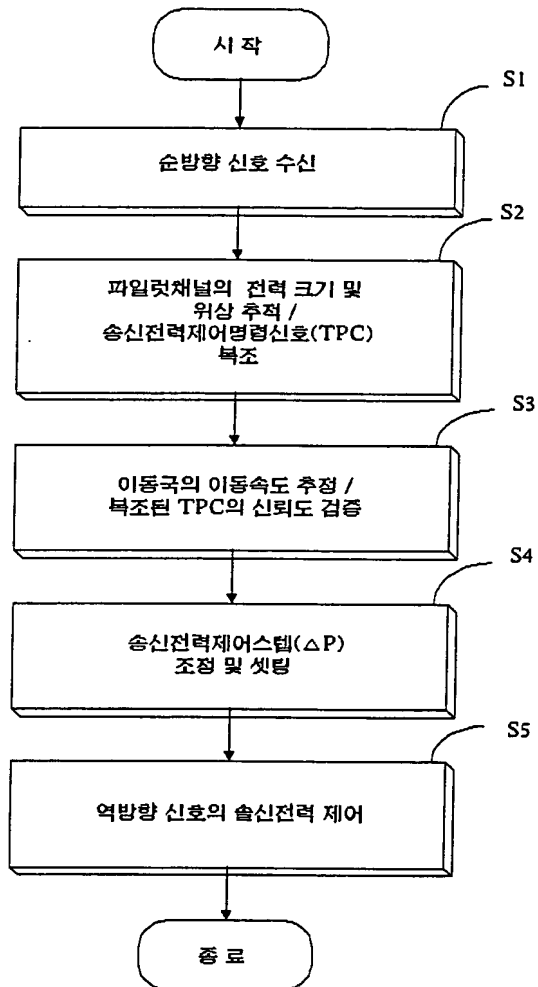 시 작
S1
순방향 신호 수신
S2
파일럿채널의 전력 크기 및
위상 추적 /
송신전력제어명령신호(TPC)
복조
S3
이동국의 이동속도 추정 /
복조된 TPC의 신뢰도 검증
S4
송신전력제어스텝(△P)
조정 및 셋팅
S5
역방향 신호의 송신전력 제어
종 료